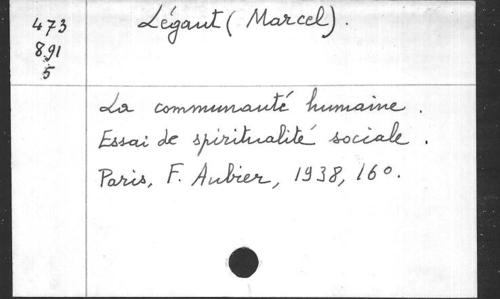 473
891
5
Légaut (Marcel).
La communauté humaine.
Essai de spiritualité sociale.
Paris, F. Aubier, 1938, 16°.